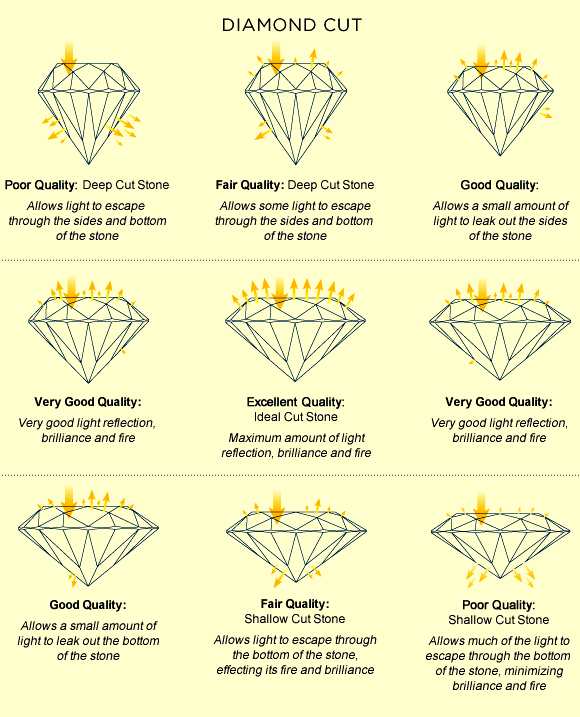 DIAMOND CUT
Poor Quality: Deep Cut Stone
Allows light to escape
through the sides and bottom
of the stone
Fair Quality: Deep Cut Stone
Allows some light to escape
through the sides and bottom
of the stone
Good Quality:
Allows a small amount of
light to leak out the sides
of the stone
Very Good Quality:
Very good light reflection,
brilliance and fire
Excellent Quality:
Ideal Cut Stone
Maximum amount of light
reflection, brilliance and fire
Very Good Quality:
Very good light reflection,
brilliance and fire
Good Quality:
Allows a small amount of
light to leak out the bottom
of the stone
Fair Quality:
Shallow Cut Stone
Allows light to escape through
the bottom of the stone,
effecting its fire and brilliance
Poor Quality:
Shallow Cut Stone
Allows much of the light to
escape through the bottom
of the stone, minimizing
brilliance and fire